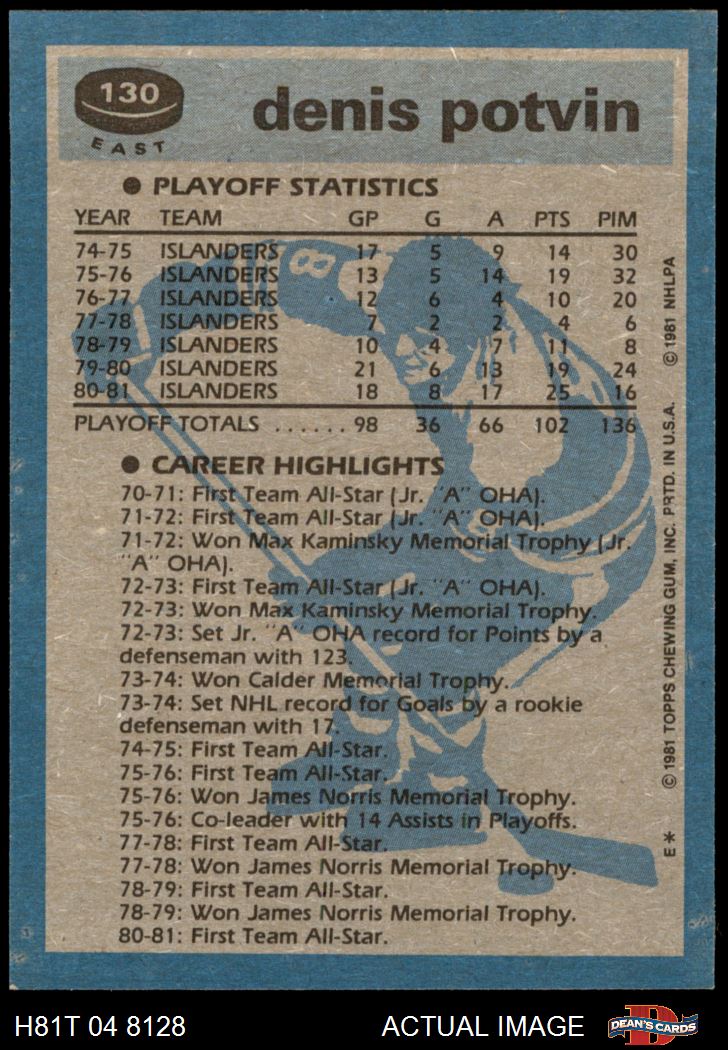 130
EAST
denis potvin
● PLAYOFF STATISTICS
YEAR TEAM GP G A PTS PIM
74-75 ISLANDERS 17 5 9 14 30
75-76 ISLANDERS 13 5 14 19 32
76-77 ISLANDERS 12 6 4 10 20
77-78 ISLANDERS 7 2 2 4 6
78-79 ISLANDERS 10 4 7 11 8
79-80 ISLANDERS 21 6 13 19 24
80-81 ISLANDERS 18 8 17 25 16
PLAYOFF TOTALS ...... 98 36 66 102 136
● CAREER HIGHLIGHTS
70-71: First Team All-Star (Jr. "A" OHA).
71-72: First Team All-Star (Jr. "A" OHA).
71-72: Won Max Kaminsky Memorial Trophy (Jr.
"A" OHA).
72-73: First Team All-Star (Jr. "A" OHA).
72-73: Won Max Kaminsky Memorial Trophy.
72-73: Set Jr. "A" OHA record for Points by a
defenseman with 123.
73-74: Won Calder Memorial Trophy.
73-74: Set NHL record for Goals by a rookie
defenseman with 17.
74-75: First Team All-Star.
75-76: First Team All-Star.
75-76: Won James Norris Memorial Trophy.
75-76: Co-leader with 14 Assists in Playoffs.
77-78: First Team All-Star.
77-78: Won James Norris Memorial Trophy.
78-79: First Team All-Star.
78-79: Won James Norris Memorial Trophy.
80-81: First Team All-Star.
E* © 1981 TOPPS CHEWING GUM, INC. PRTD. IN U.S.A. © 1981 NHLPA
8
H81T 04 8128
ACTUAL IMAGE
D
DEAN'S CARDS